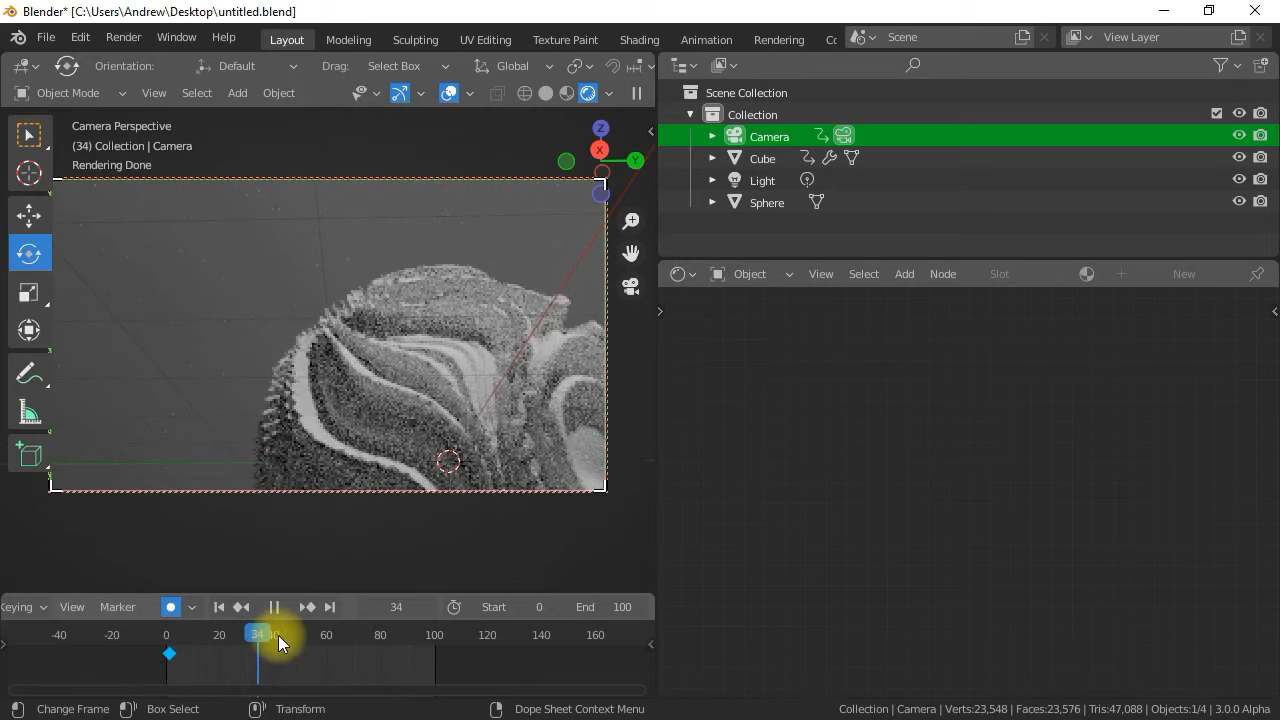 Blender* [C:\Users\Andrew\Desktop\untitled.blend]
File Edit Render Window Help Layout Modeling Sculpting UV Editing Texture Paint Shading Animation Rendering Scene View Layer
Orientation: Default Drag: Select Box Global
Object Mode View Select Add Object
Scene Collection
Collection
Camera
Cube
Light
Sphere
Camera Perspective
(34) Collection | Camera
Rendering Done
Z
X
Y
Object View Select Add Node Slot New
Keying View Marker 34 Start 0 End 100
-40 -20 0 20 34 60 80 100 120 140 160
Change Frame Box Select Transform Dope Sheet Context Menu Collection | Camera | Verts:23,548 | Faces:23,576 | Tris:47,088 | Objects:1/4 | 3.0.0 Alpha